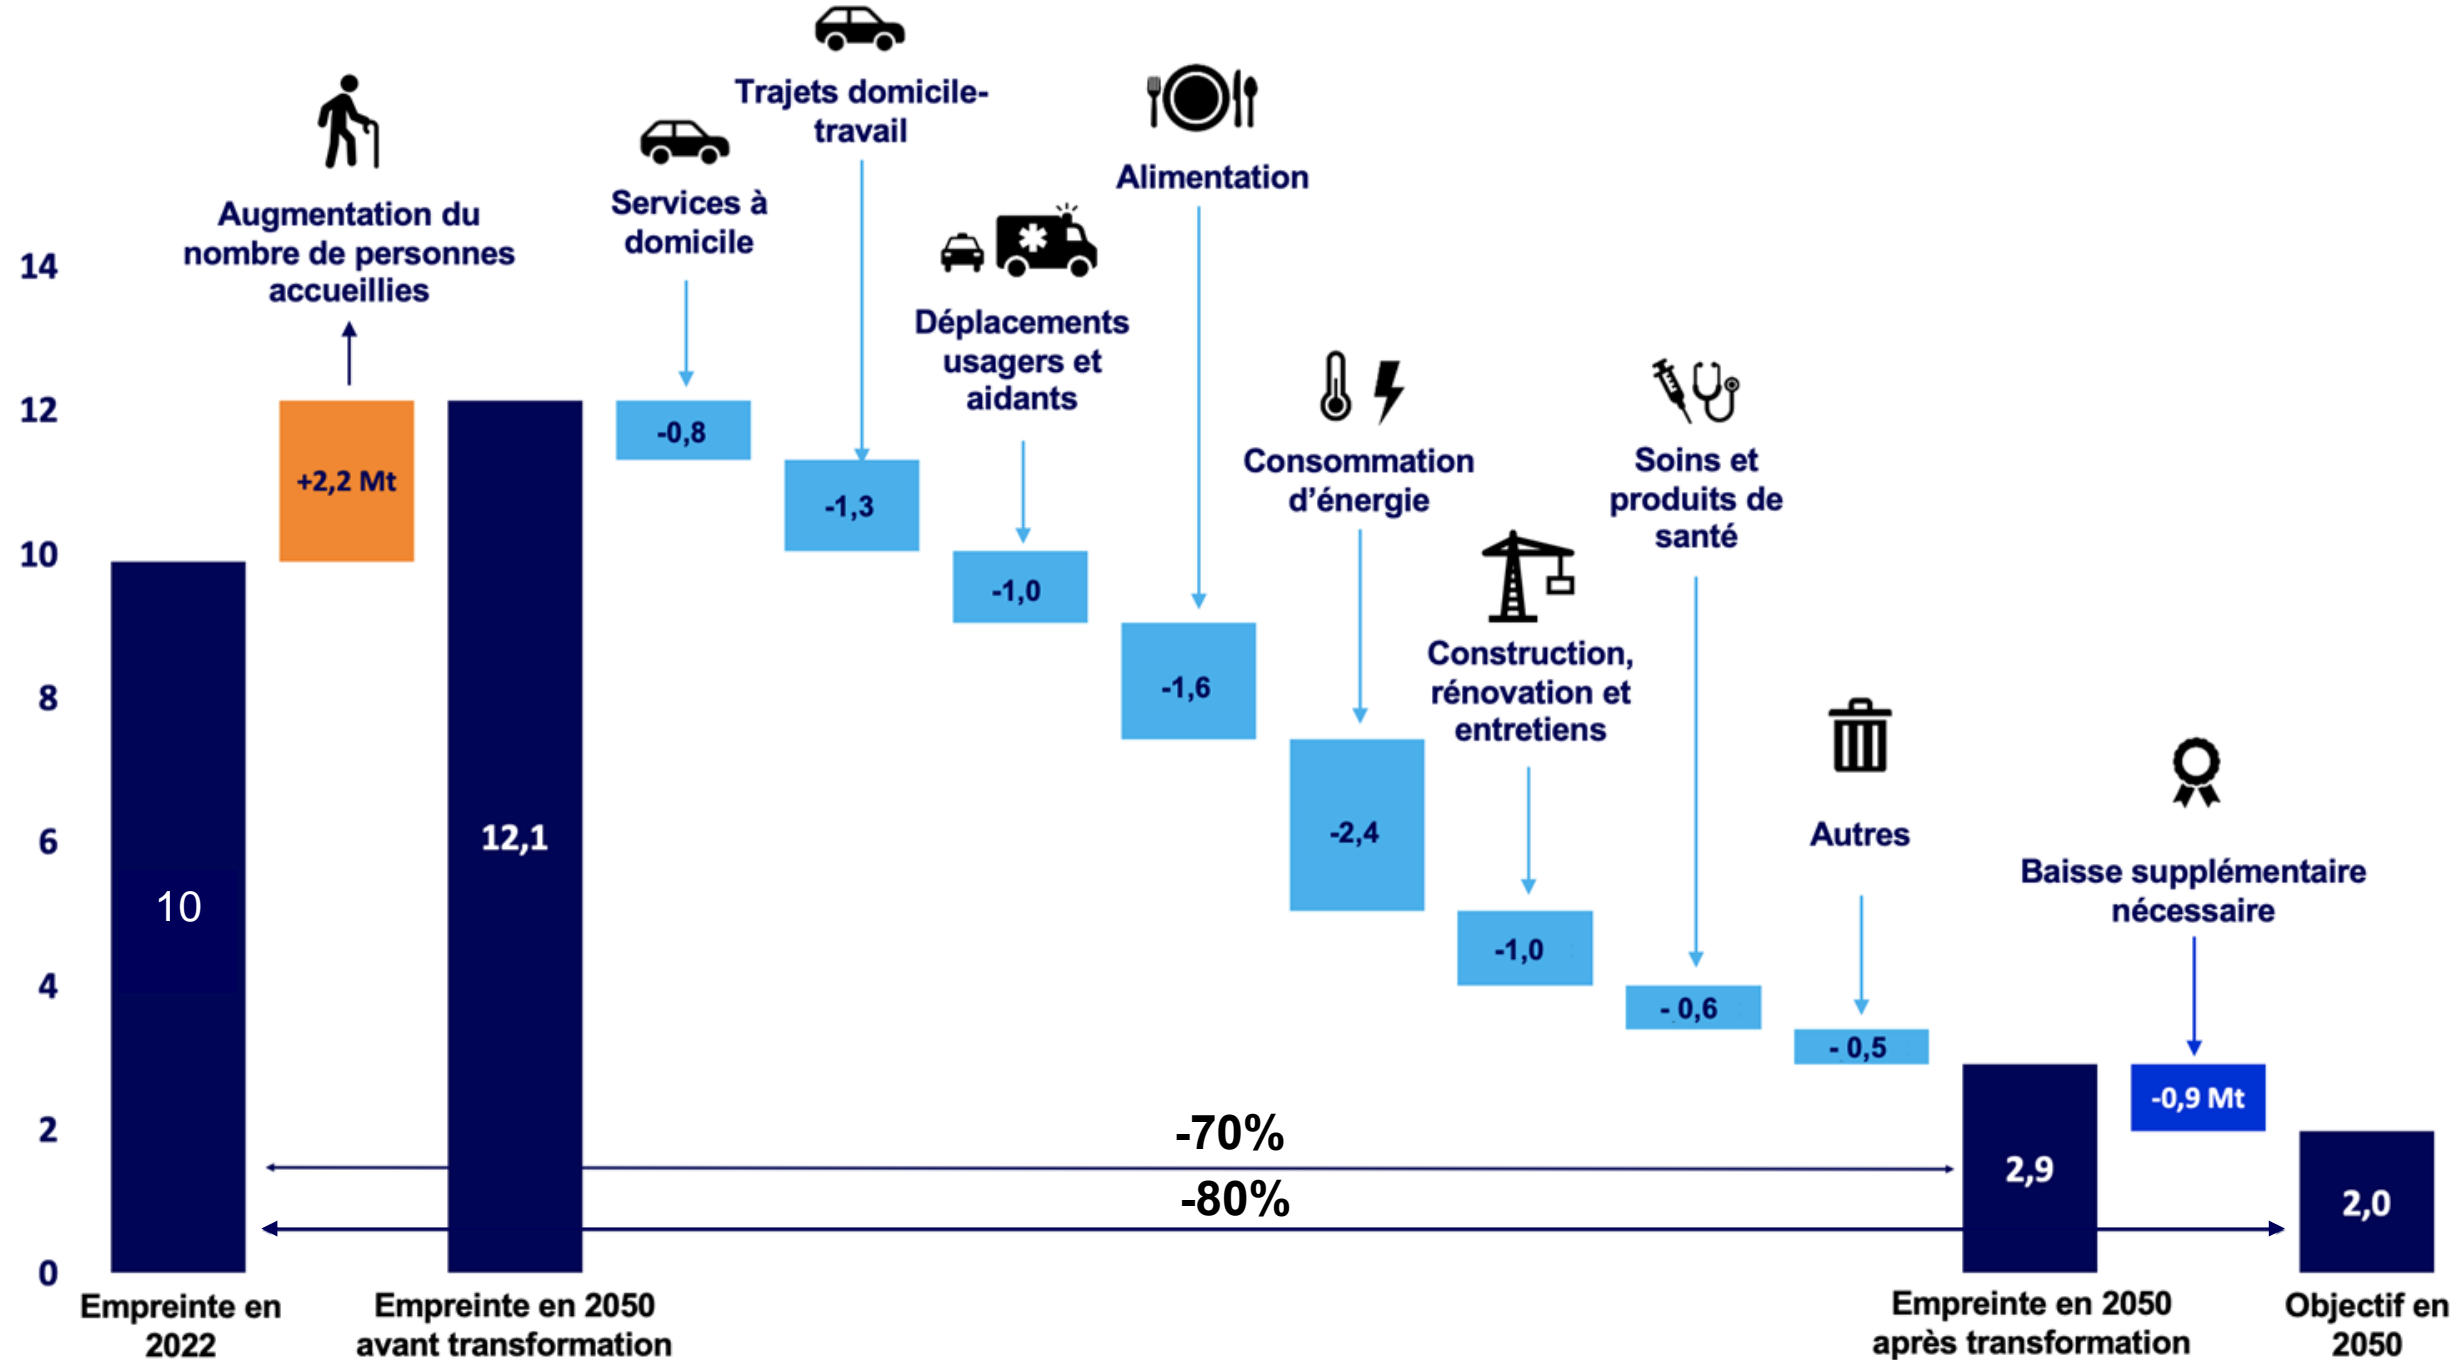 Trajets domicile-
travail
Alimentation
Services à
domicile
Augmentation du
nombre de personnes
accueillies
Déplacements
usagers et
aidants
Consommation
d’énergie
Soins et
produits de
santé
Construction,
rénovation et
entretiens
Autres
Baisse supplémentaire
nécessaire
14
12
10
8
6
4
2
0
10
+2,2 Mt
12,1
-0,8
-1,3
-1,0
-1,6
-2,4
-1,0
- 0,6
- 0,5
2,9
-0,9 Mt
2,0
-70%
-80%
Empreinte en
2022
Empreinte en 2050
avant transformation
Empreinte en 2050
après transformation
Objectif en
2050